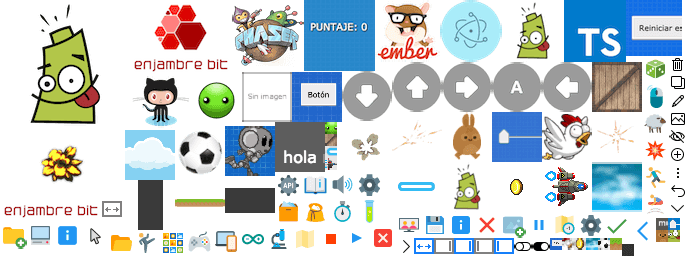 enjambre bit
PHASER
PUNTAJE: 0
ember
TS
Reiniciar es
Sin imagen
Botón
A
hola
API
enjambre bit